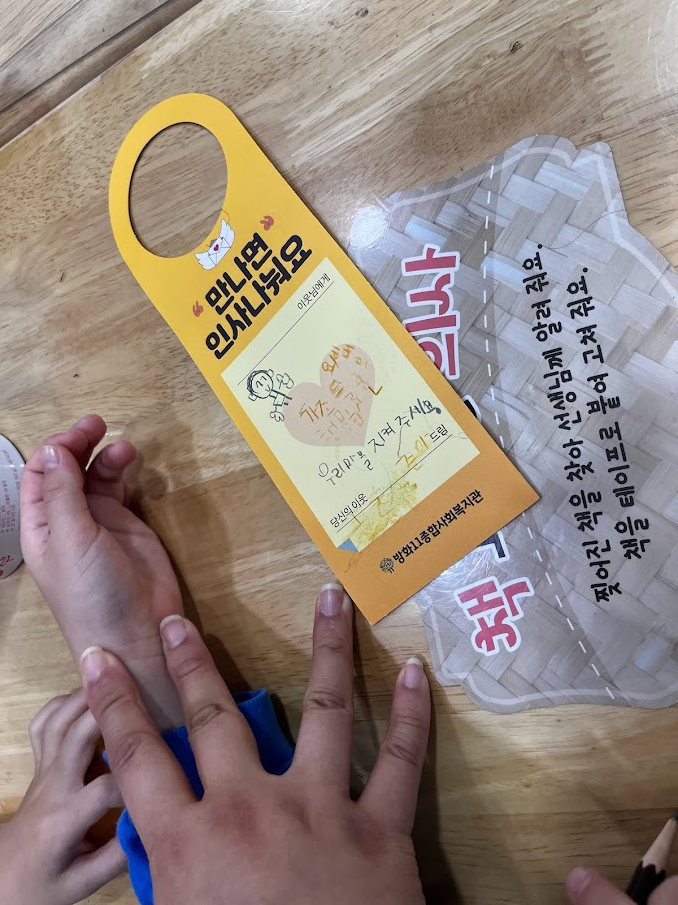 “만나면
인사나눠요”
이웃님에게
우리마을 지켜 주세요
당신의 이웃
드림
방화11종합사회복지관
책
의사
찢어진 책을 찾아 선생님께 알려 줘요.
책을 테이프로 붙여 고쳐 줘요.